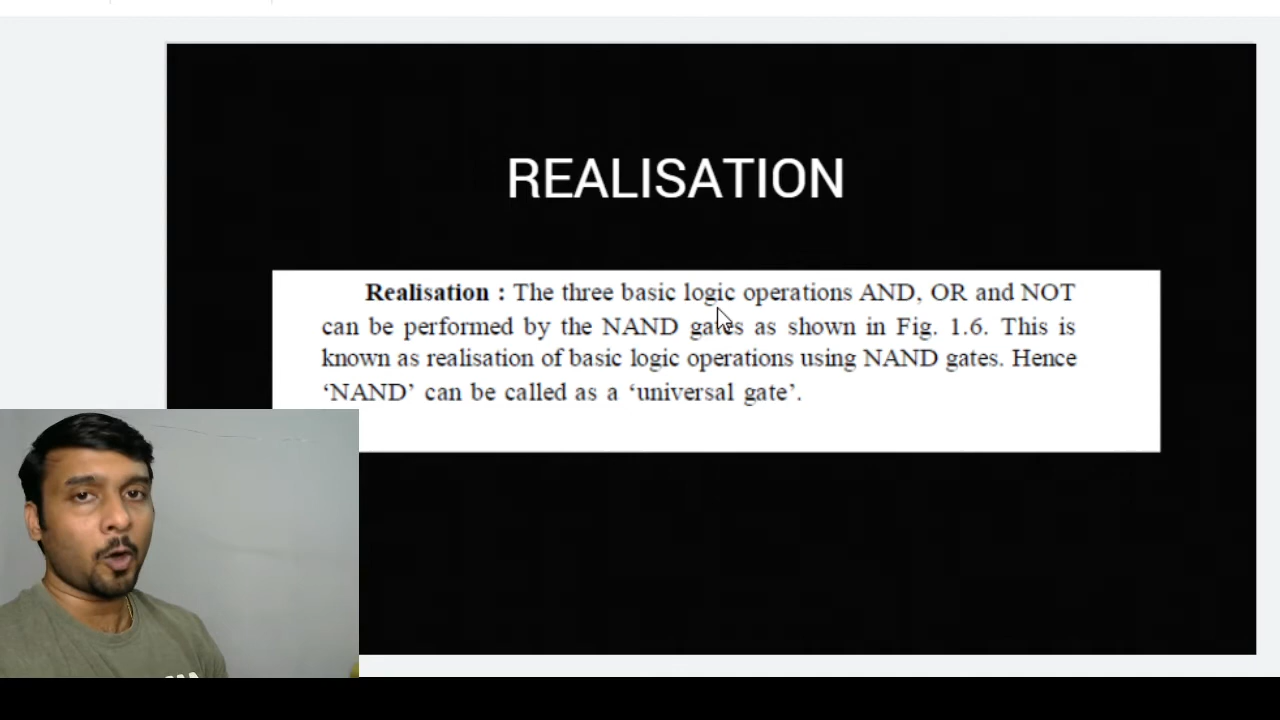 REALISATION
Realisation : The three basic logic operations AND, OR and NOT
can be performed by the NAND gates as shown in Fig. 1.6. This is
known as realisation of basic logic operations using NAND gates. Hence
‘NAND’ can be called as a ‘universal gate’.